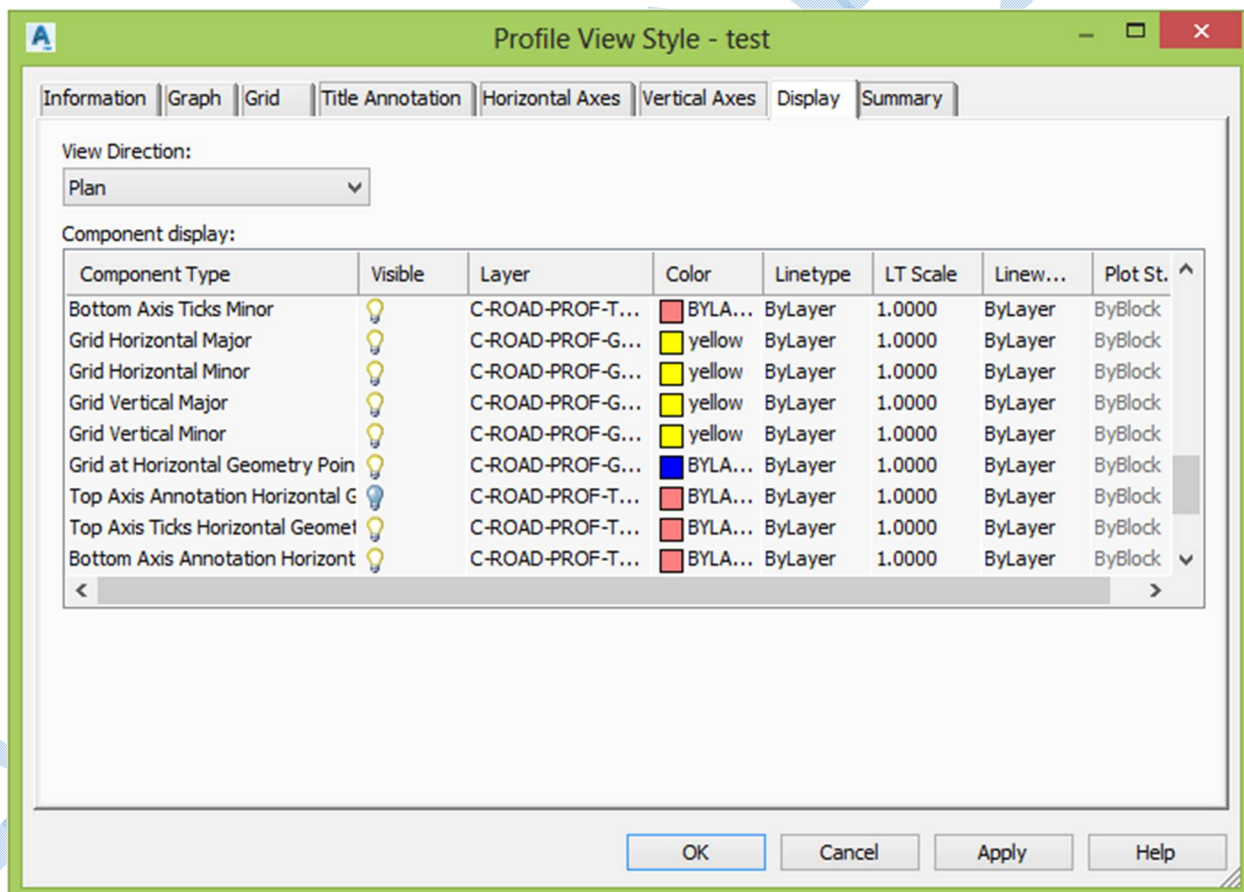 Profile View Style - test
Information Graph Grid Title Annotation Horizontal Axes Vertical Axes Display Summary
View Direction:
Plan
Component display:
Component Type Visible Layer Color Linetype LT Scale Linew... Plot St.
Bottom Axis Ticks Minor C-ROAD-PROF-T... BYLA... ByLayer 1.0000 ByLayer ByBlock
Grid Horizontal Major C-ROAD-PROF-G... yellow ByLayer 1.0000 ByLayer ByBlock
Grid Horizontal Minor C-ROAD-PROF-G... yellow ByLayer 1.0000 ByLayer ByBlock
Grid Vertical Major C-ROAD-PROF-G... yellow ByLayer 1.0000 ByLayer ByBlock
Grid Vertical Minor C-ROAD-PROF-G... yellow ByLayer 1.0000 ByLayer ByBlock
Grid at Horizontal Geometry Poin C-ROAD-PROF-G... BYLA... ByLayer 1.0000 ByLayer ByBlock
Top Axis Annotation Horizontal G C-ROAD-PROF-T... BYLA... ByLayer 1.0000 ByLayer ByBlock
Top Axis Ticks Horizontal Geomet C-ROAD-PROF-T... BYLA... ByLayer 1.0000 ByLayer ByBlock
Bottom Axis Annotation Horizont C-ROAD-PROF-T... BYLA... ByLayer 1.0000 ByLayer ByBlock
OK Cancel Apply Help